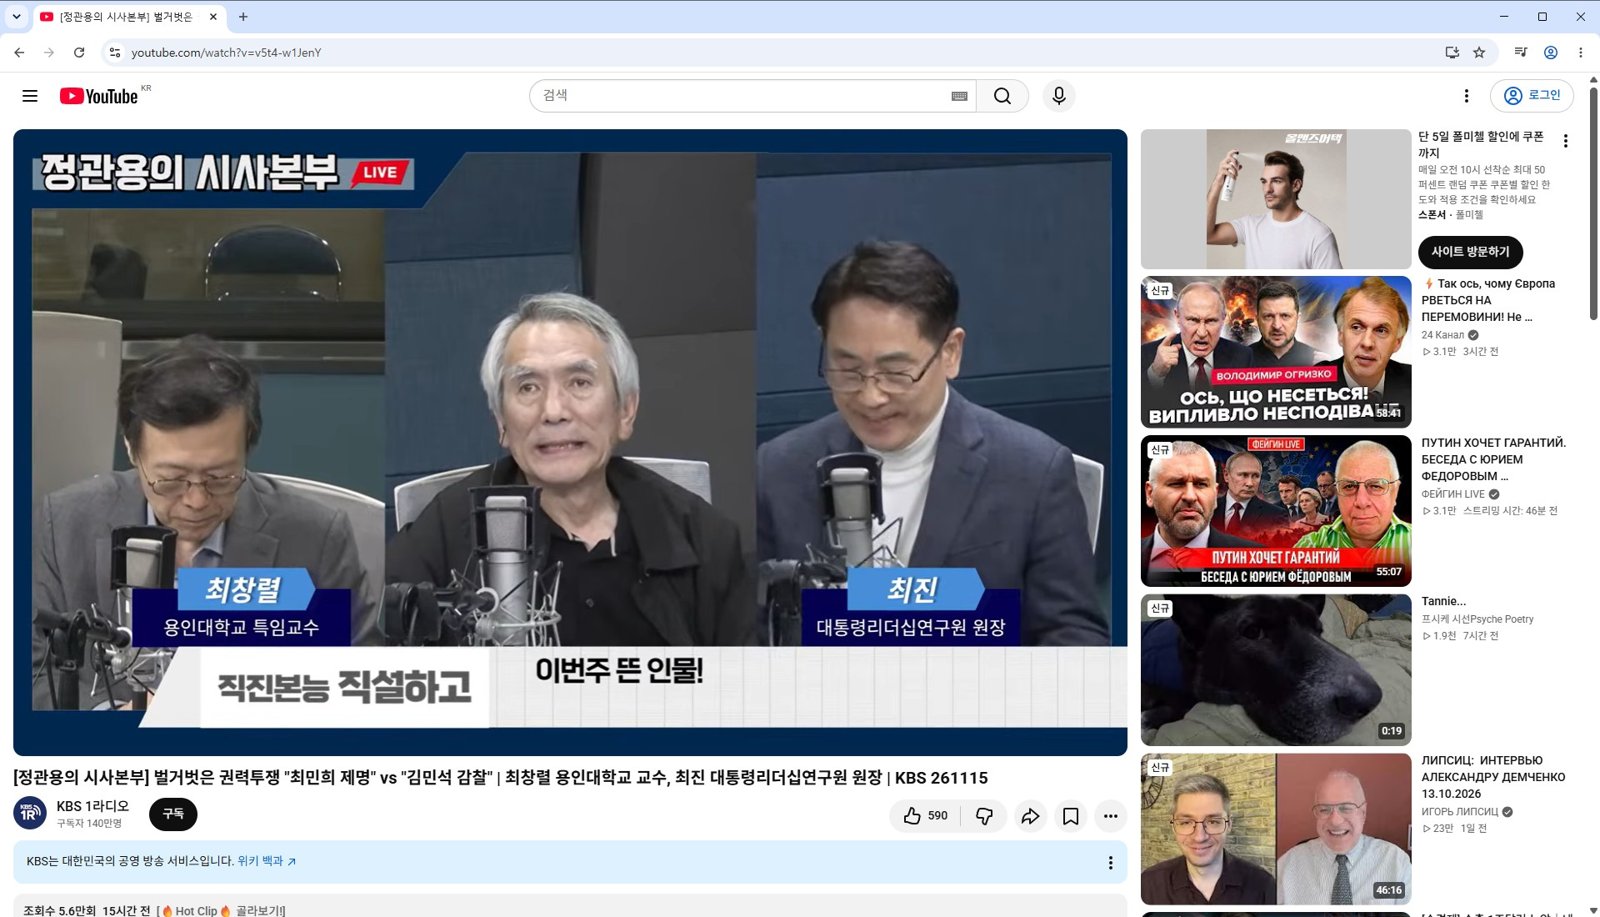 [정관용의 시사본부] 벌거벗은
youtube.com/watch?v=v5t4-w1JenY
YouTube KR
검색
로그인
정관용의 시사본부 LIVE
최창렬
용인대학교 특임교수
최진
대통령리더십연구원 원장
직진본능 직설하고
이번주 뜬 인물!
[정관용의 시사본부] 벌거벗은 권력투쟁 "최민희 제명" vs "김민석 감찰" | 최창렬 용인대학교 교수, 최진 대통령리더십연구원 원장 | KBS 261115
KBS 1R
KBS 1라디오
구독자 140만명
구독
590
KBS는 대한민국의 공영 방송 서비스입니다. 위키 백과
조회수 5.6만회 15시간 전 [🔥Hot Clip🔥 골라보기!]
올맨즈어택
단 5일 폴미첼 할인에 쿠폰
까지
매일 오전 10시 선착순 최대 50
퍼센트 랜덤 쿠폰 쿠폰별 할인 한
도와 적용 조건을 확인하세요
스폰서 · 폴미첼
사이트 방문하기
신규
ВОЛОДИМИР ОГРИЗКО
ОСЬ, ЩО НЕСЕТЬСЯ!
ВИПЛИВЛО НЕСПОДІВАНЕ
58:41
⚡ Так ось, чому Європа
РВЕТЬСЯ НА
ПЕРЕМОВИНИ! Не ...
24 Канал
3.1만 3시간 전
신규
ФЕЙГИН LIVE
ПУТИН ХОЧЕТ ГАРАНТИЙ
БЕСЕДА С ЮРИЕМ ФЁДОРОВЫМ
55:07
ПУТИН ХОЧЕТ ГАРАНТИЙ.
БЕСЕДА С ЮРИЕМ
ФЕДОРОВЫМ ...
ФЕЙГИН LIVE
3.1만 스트리밍 시간: 46분 전
신규
0:19
Tannie...
프시케 시선Psyche Poetry
1.9천 7시간 전
신규
46:16
ЛИПСИЦ: ИНТЕРВЬЮ
АЛЕКСАНДРУ ДЕМЧЕНКО
13.10.2026
ИГОРЬ ЛИПСИЦ
23만 1일 전